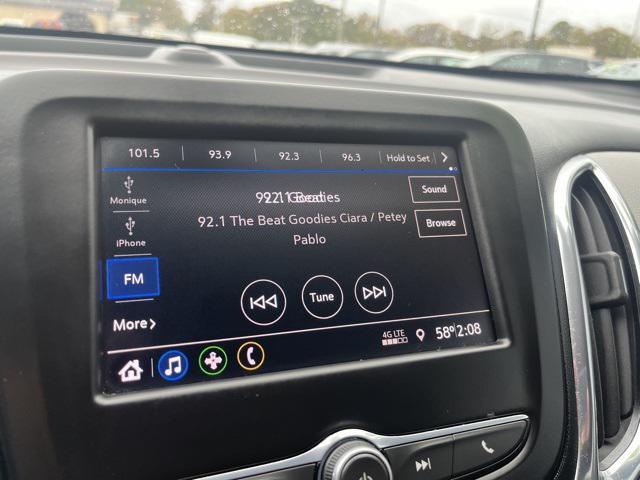 101.5 93.9 92.3 96.3 Hold to Set
Monique
Sound
92.1 The Beat Goodies Ciara / Petey
Pablo
Browse
iPhone
FM
Tune
More
4G LTE
58° 2:08